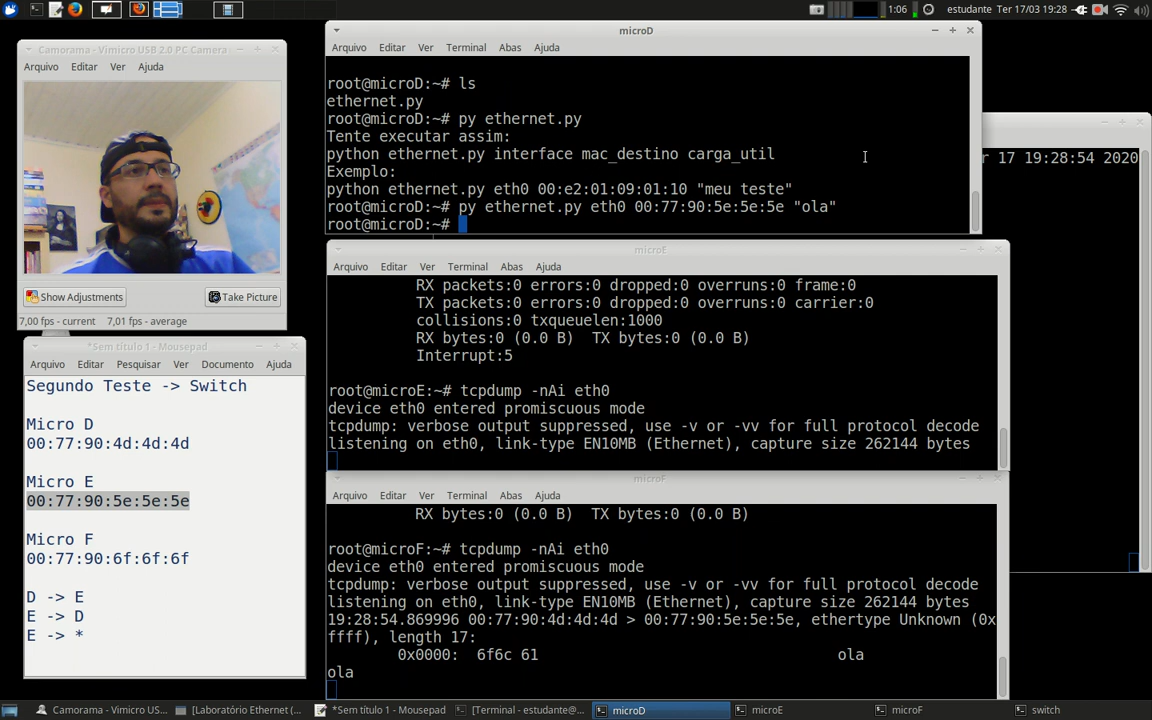 1:06
estudante
Ter 17/03 19:28
Camorama - Vimicro USB 2.0 PC Camera
Arquivo Editar Ver Ajuda
Show Adjustments
Take Picture
7,00 fps - current 7,01 fps - average
*Sem título 1 - Mousepad
Arquivo Editar Pesquisar Ver Documento Ajuda
Segundo Teste -> Switch
Micro D
00:77:90:4d:4d:4d
Micro E
00:77:90:5e:5e:5e
Micro F
00:77:90:6f:6f:6f
D -> E
E -> D
E -> *
microD
Arquivo Editar Ver Terminal Abas Ajuda
root@microD:~# ls
ethernet.py
root@microD:~# py ethernet.py
Tente executar assim:
python ethernet.py interface mac_destino carga_util
Exemplo:
python ethernet.py eth0 00:e2:01:09:01:10 "meu teste"
root@microD:~# py ethernet.py eth0 00:77:90:5e:5e:5e "ola"
root@microD:~#
r 17 19:28:54 2020
microE
Arquivo Editar Ver Terminal Abas Ajuda
RX packets:0 errors:0 dropped:0 overruns:0 frame:0
TX packets:0 errors:0 dropped:0 overruns:0 carrier:0
collisions:0 txqueuelen:1000
RX bytes:0 (0.0 B)  TX bytes:0 (0.0 B)
Interrupt:5
root@microE:~# tcpdump -nAi eth0
device eth0 entered promiscuous mode
tcpdump: verbose output suppressed, use -v or -vv for full protocol decode
listening on eth0, link-type EN10MB (Ethernet), capture size 262144 bytes
microF
Arquivo Editar Ver Terminal Abas Ajuda
RX bytes:0 (0.0 B)  TX bytes:0 (0.0 B)
root@microF:~# tcpdump -nAi eth0
device eth0 entered promiscuous mode
tcpdump: verbose output suppressed, use -v or -vv for full protocol decode
listening on eth0, link-type EN10MB (Ethernet), capture size 262144 bytes
19:28:54.869996 00:77:90:4d:4d:4d > 00:77:90:5e:5e:5e, ethertype Unknown (0x
ffff), length 17:
0x0000:  6f6c 61 ola
ola
Camorama - Vimicro US... [Laboratório Ethernet (... *Sem título 1 - Mousepad [Terminal - estudante@... microD microE microF switch